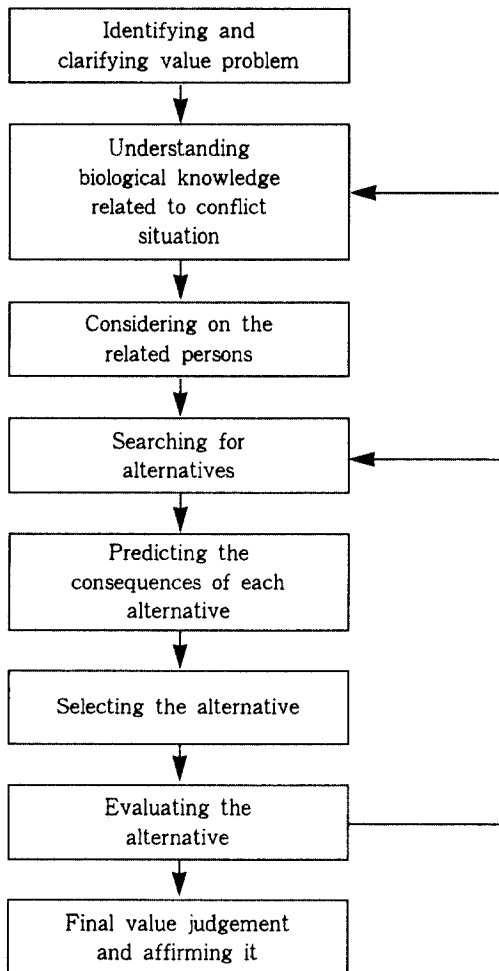 Identifying and
clarifying value problem
Understanding
biological knowledge
related to conflict
situation
Considering on the
related persons
Searching for
alternatives
Predicting the
consequences of each
alternative
Selecting the alternative
Evaluating the
alternative
Final value judgement
and affirming it